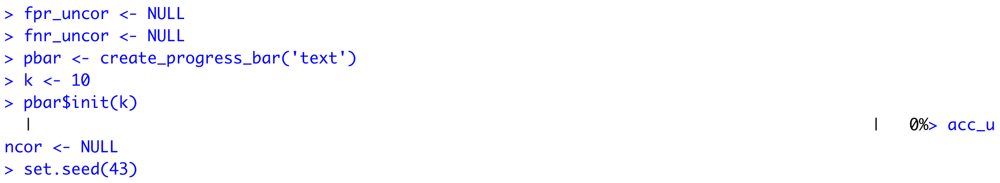 > fpr_uncor <- NULL
> fnr_uncor <- NULL
> pbar <- create_progress_bar('text')
> k <- 10
> pbar$init(k)
  |                                                                                         |   0%> acc_u
ncor <- NULL
> set.seed(43)